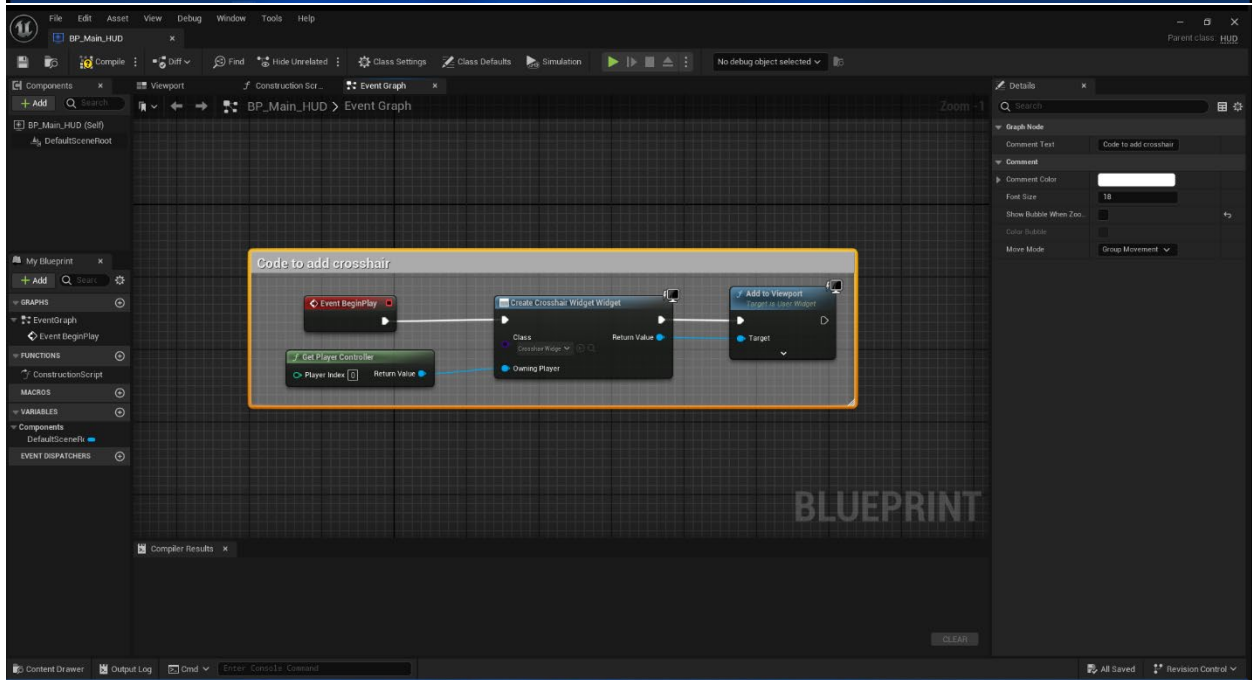 File Edit Asset View Debug Window Tools Help
BP_Main_HUD
Parent class: HUD
Compile Diff Find Hide Unrelated Class Settings Class Defaults Simulation No debug object selected
Components
Viewport Construction Scr... Event Graph
Details
+ Add Search
BP_Main_HUD > Event Graph Zoom -1
Search
BP_Main_HUD (Self)
DefaultSceneRoot
Graph Node
Comment Text Code to add crosshair
Comment
Comment Color
Font Size 18
Show Bubble When Zoo...
Color Bubble
Move Mode Group Movement
My Blueprint
+ Add Searc
GRAPHS
EventGraph
Event BeginPlay
FUNCTIONS
ConstructionScript
MACROS
VARIABLES
Components
DefaultSceneRc
EVENT DISPATCHERS
Code to add crosshair
Event BeginPlay
Create Crosshair Widget Widget
Class Return Value
Crosshair Widge
Owning Player
Add to Viewport
Target is User Widget
Target
Get Player Controller
Player Index 0 Return Value
BLUEPRINT
Compiler Results
CLEAR
Content Drawer Output Log Cmd Enter Console Command All Saved Revision Control